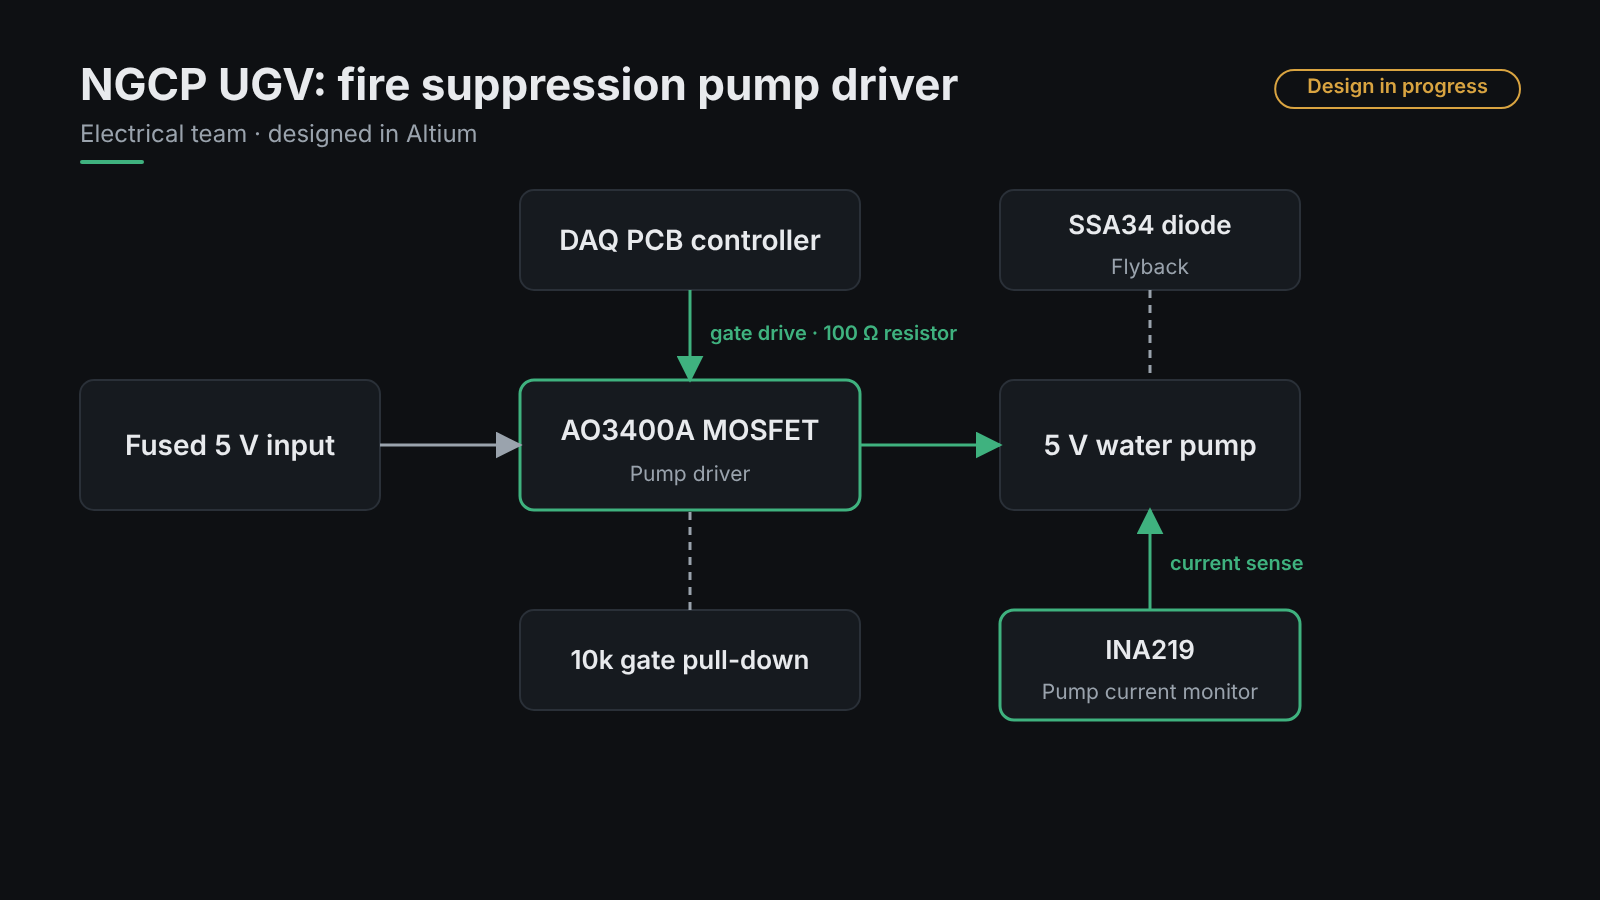 NGCP UGV: fire suppression pump driver
Design in progress
Electrical team · designed in Altium
DAQ PCB controller
SSA34 diode
Flyback
gate drive · 100 Ω resistor
Fused 5 V input
AO3400A MOSFET
Pump driver
5 V water pump
current sense
10k gate pull-down
INA219
Pump current monitor